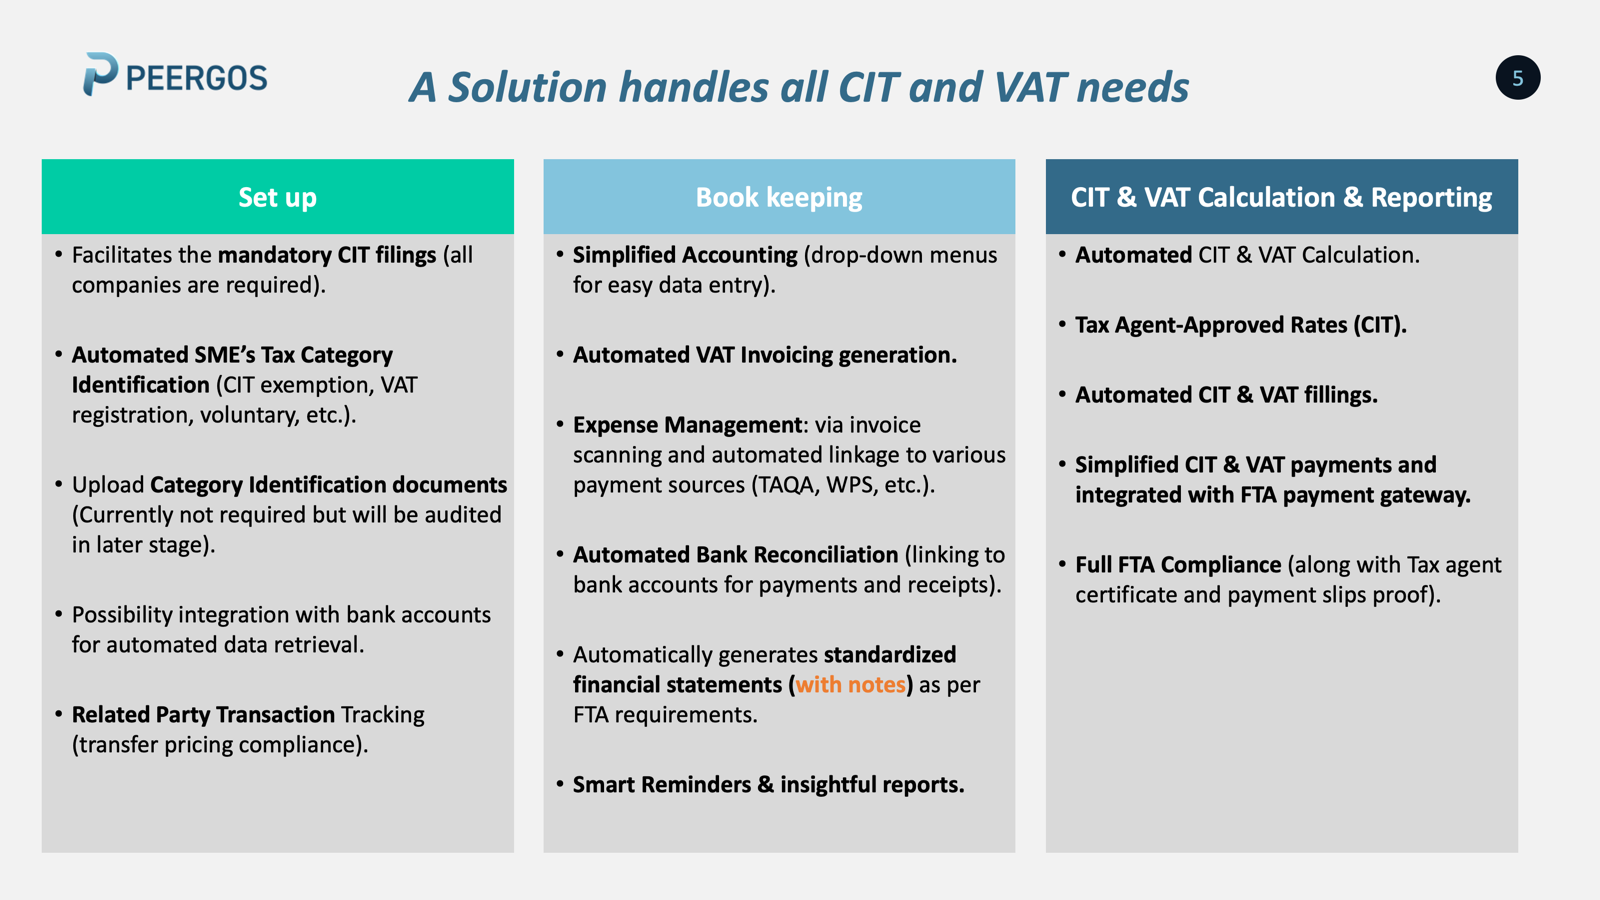 PEERGOS
A Solution handles all CIT and VAT needs
5
Set up
• Facilitates the mandatory CIT filings (all
companies are required).
• Automated SME’s Tax Category
Identification (CIT exemption, VAT
registration, voluntary, etc.).
• Upload Category Identification documents
(Currently not required but will be audited
in later stage).
• Possibility integration with bank accounts
for automated data retrieval.
• Related Party Transaction Tracking
(transfer pricing compliance).
Book keeping
• Simplified Accounting (drop-down menus
for easy data entry).
• Automated VAT Invoicing generation.
• Expense Management: via invoice
scanning and automated linkage to various
payment sources (TAQA, WPS, etc.).
• Automated Bank Reconciliation (linking to
bank accounts for payments and receipts).
• Automatically generates standardized
financial statements (with notes) as per
FTA requirements.
• Smart Reminders & insightful reports.
CIT & VAT Calculation & Reporting
• Automated CIT & VAT Calculation.
• Tax Agent-Approved Rates (CIT).
• Automated CIT & VAT fillings.
• Simplified CIT & VAT payments and
integrated with FTA payment gateway.
• Full FTA Compliance (along with Tax agent
certificate and payment slips proof).